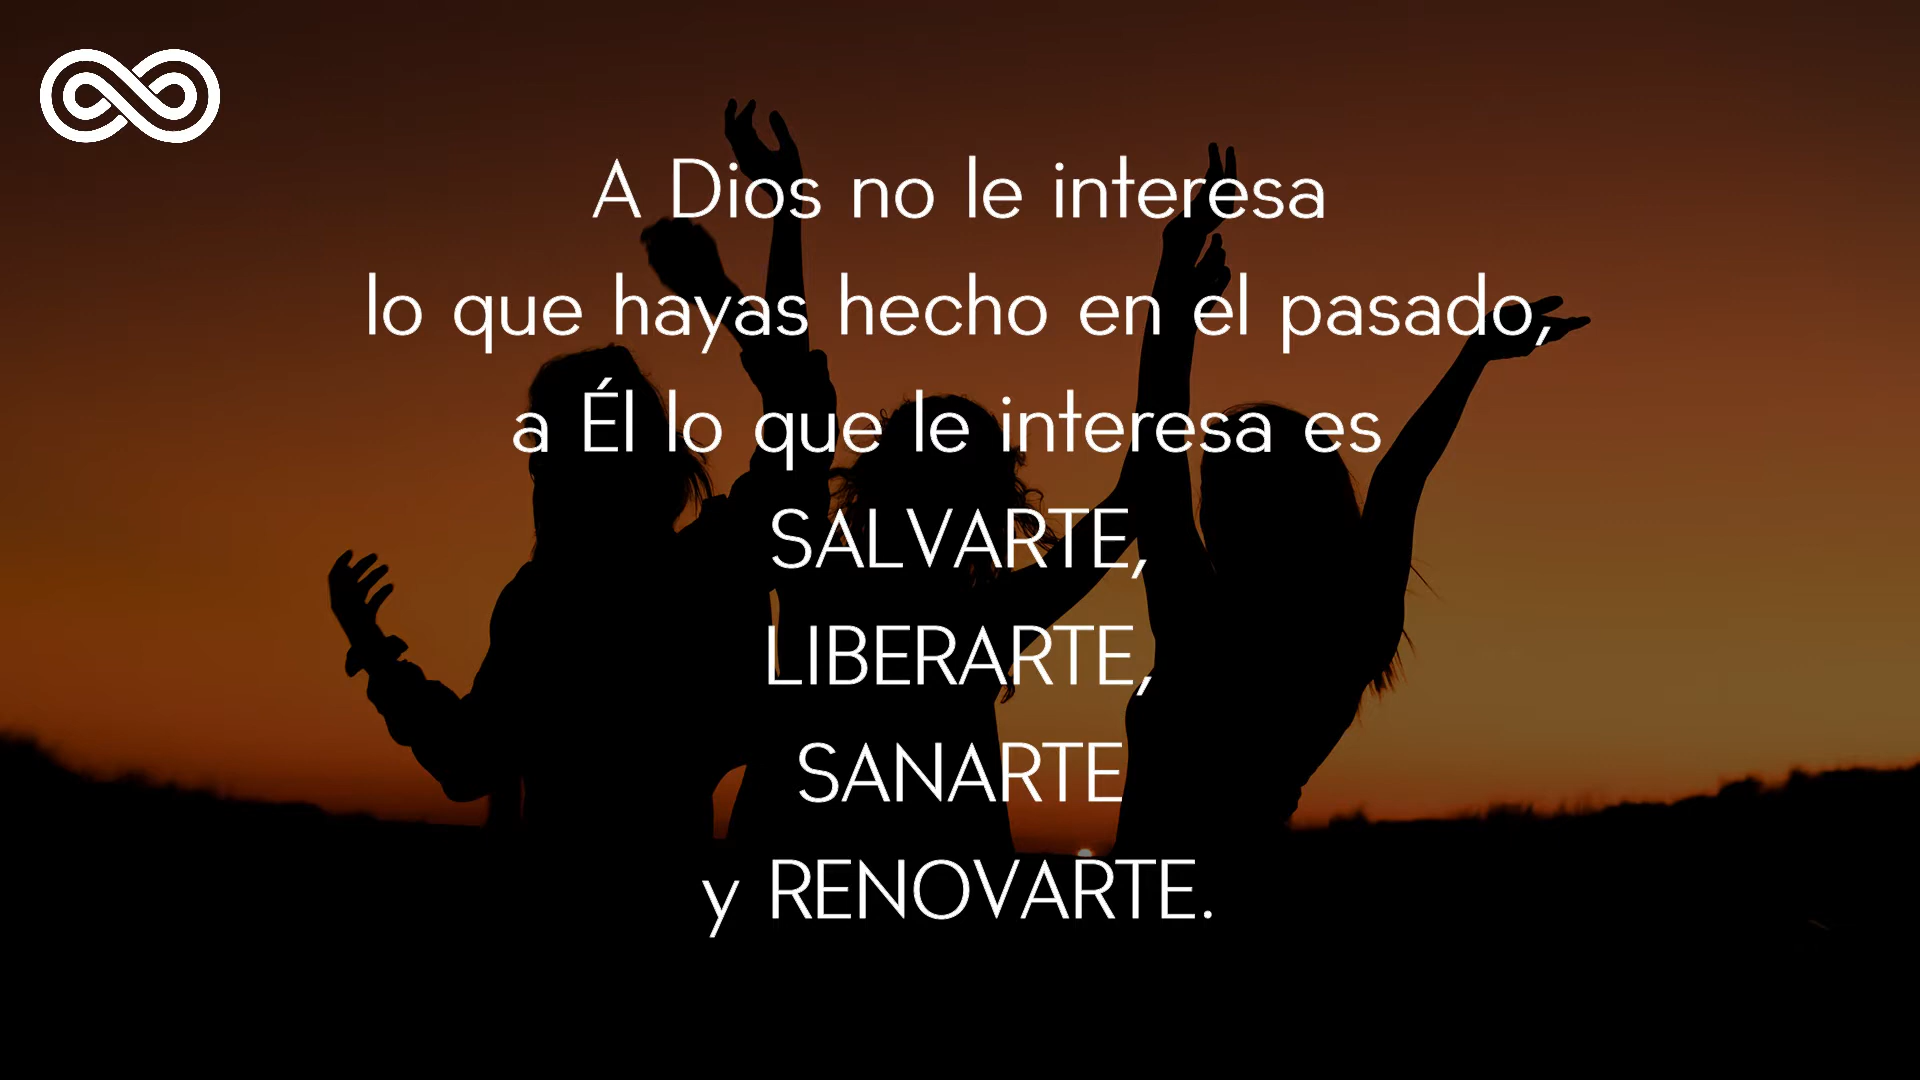 A Dios no le interesa
lo que hayas hecho en el pasado,
a Él lo que le interesa es
SALVARTE,
LIBERARTE,
SANARTE
y RENOVARTE.